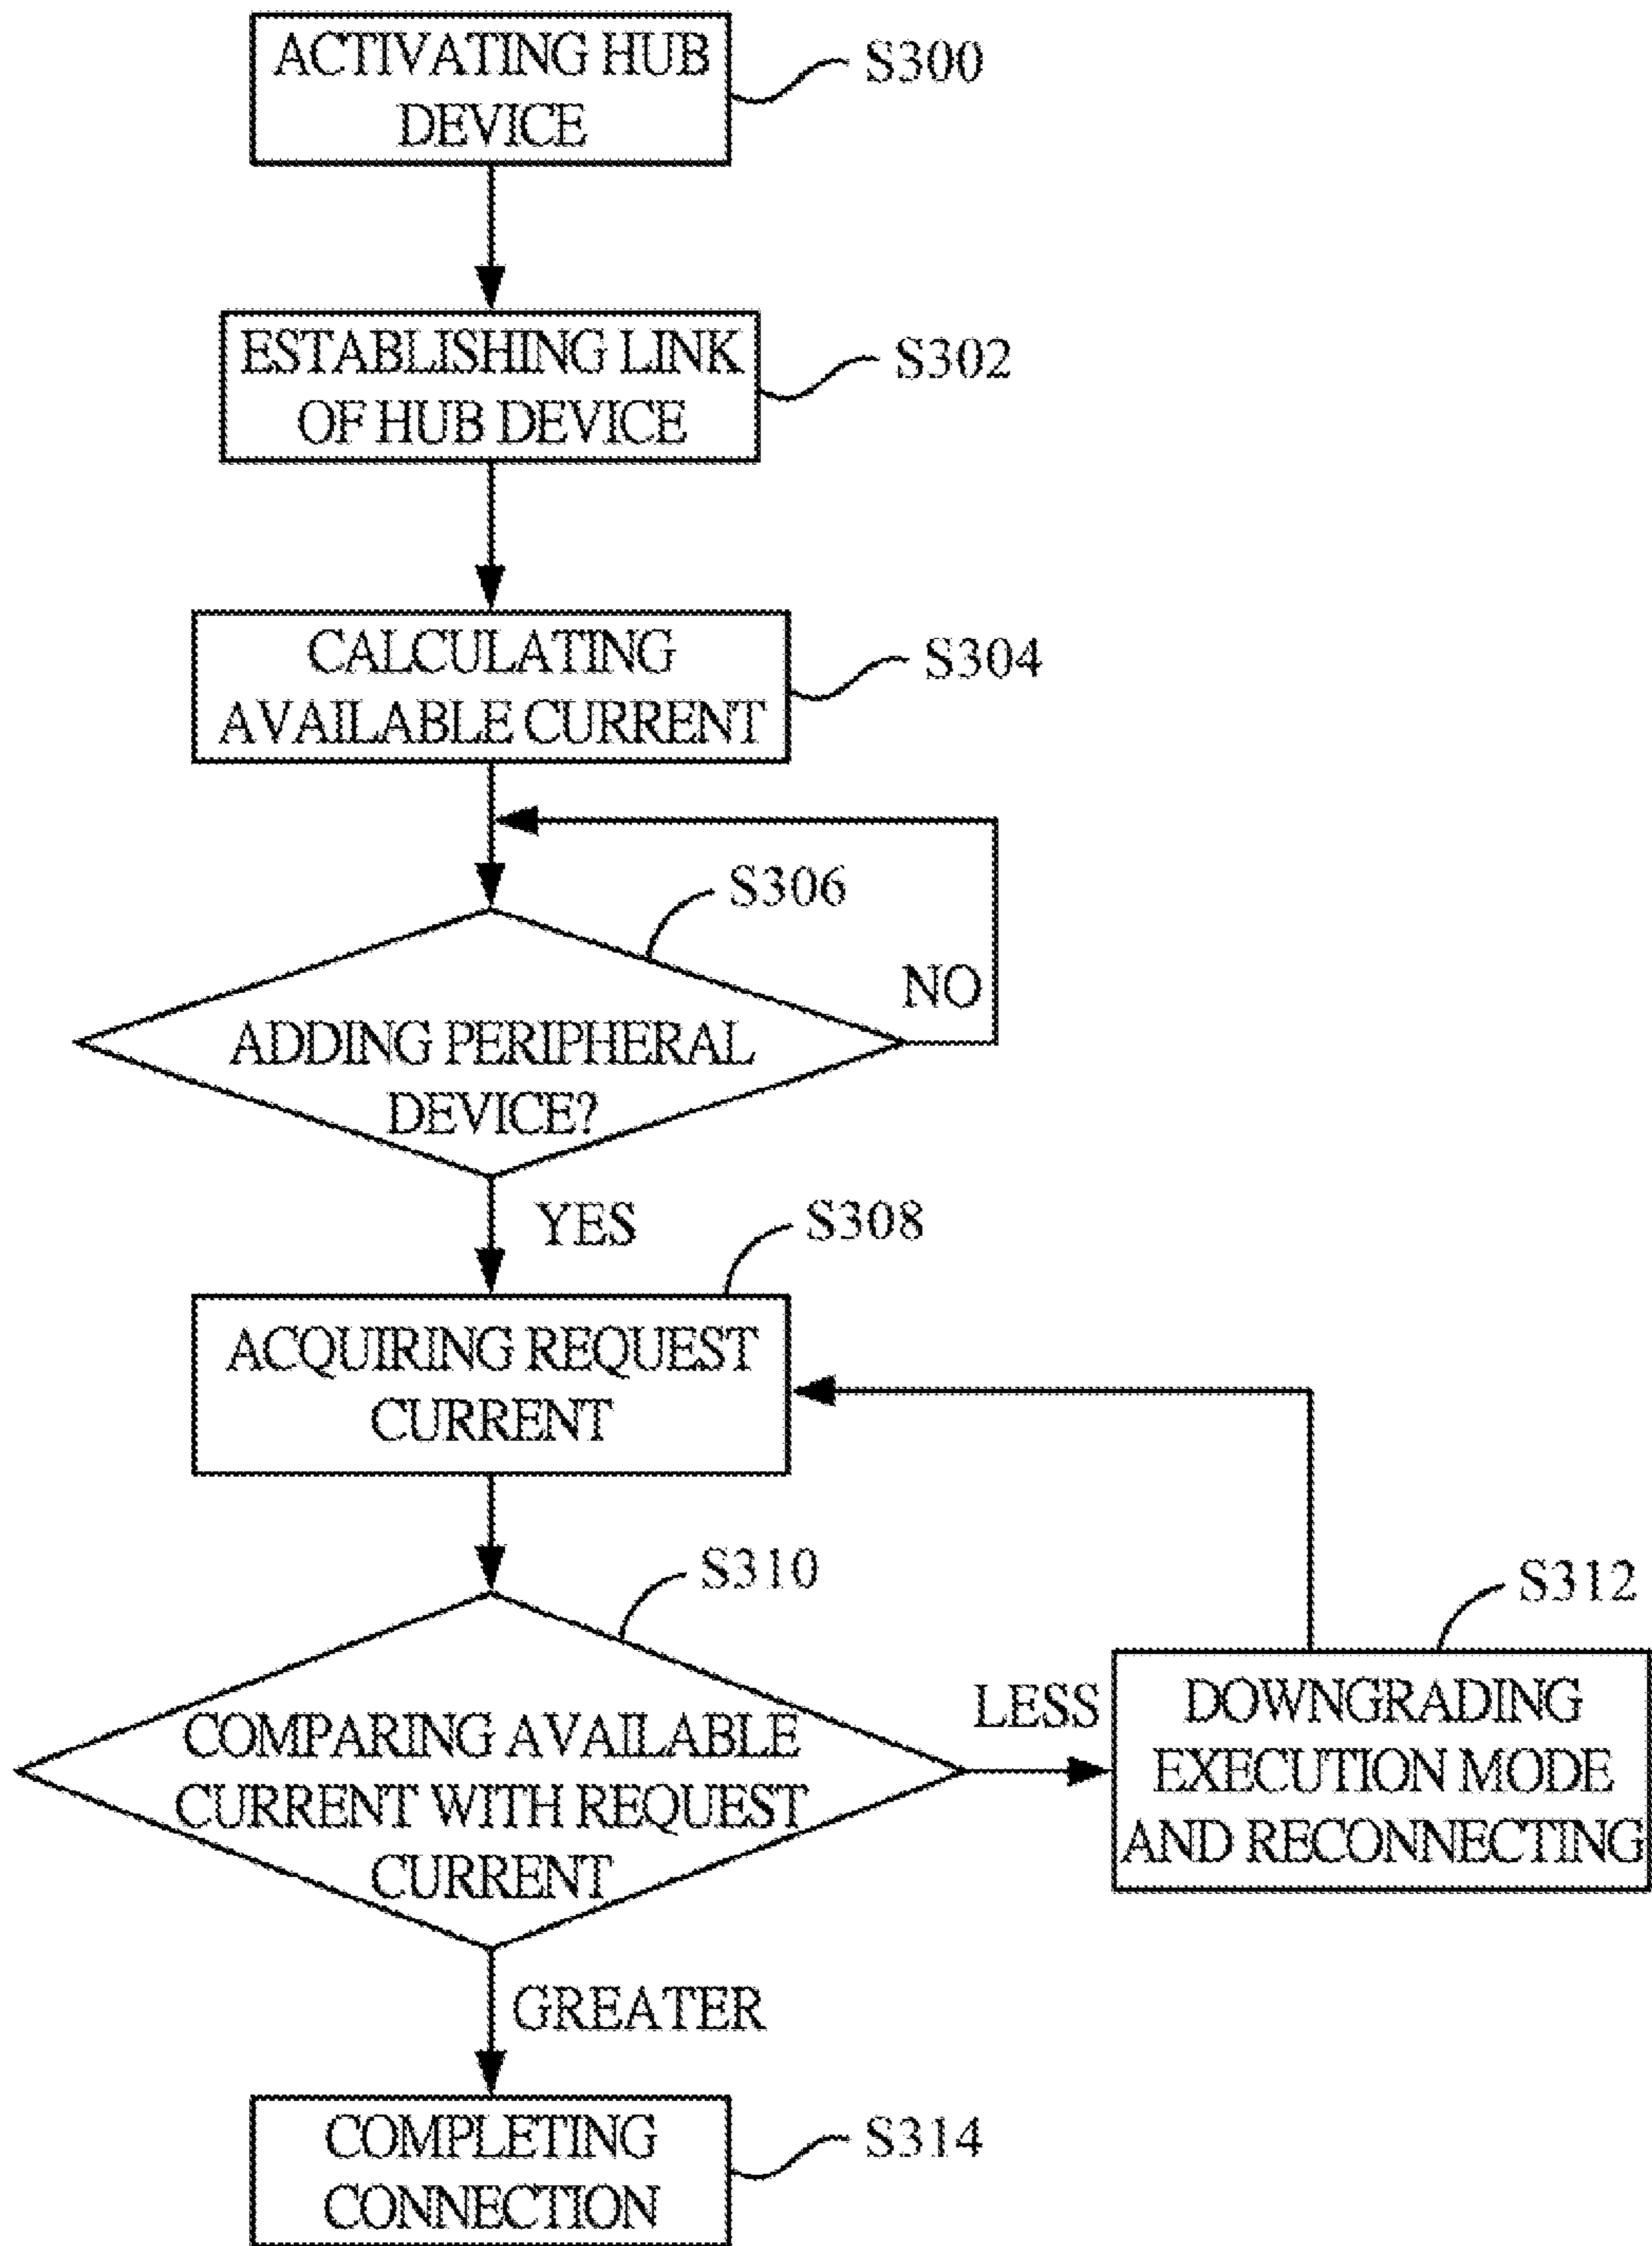 ACTIVATING HUB
DEVICE
S300
ESTABLISHING LINK
OF HUB DEVICE
S302
CALCULATING
AVAILABLE CURRENT
S304
S306
NO
ADDING PERIPHERAL
DEVICE?
YES
S308
ACQUIRING REQUEST
CURRENT
S310
COMPARING AVAILABLE
CURRENT WITH REQUEST
CURRENT
LESS
S312
DOWNGRADING
EXECUTION MODE
AND RECONNECTING
GREATER
COMPLETING
CONNECTION
S314